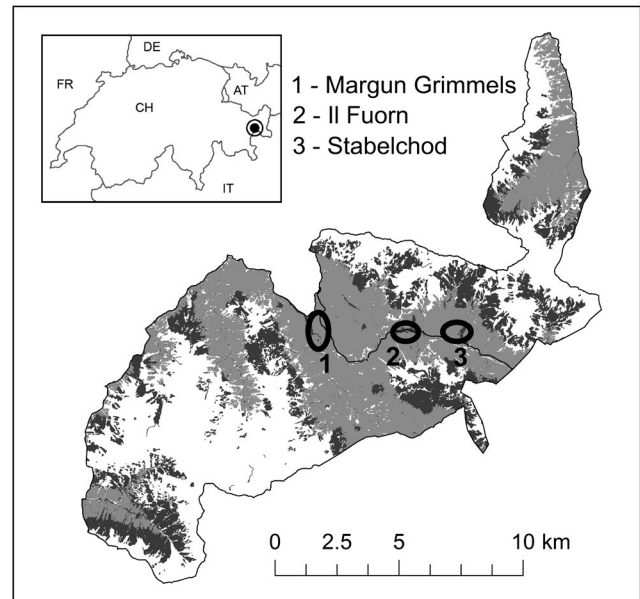 DE
FR
AT
CH
IT
1 - Margun Grimmels
2 - Il Fuorn
3 - Stabelchod
1
2
3
0 2.5 5 10 km